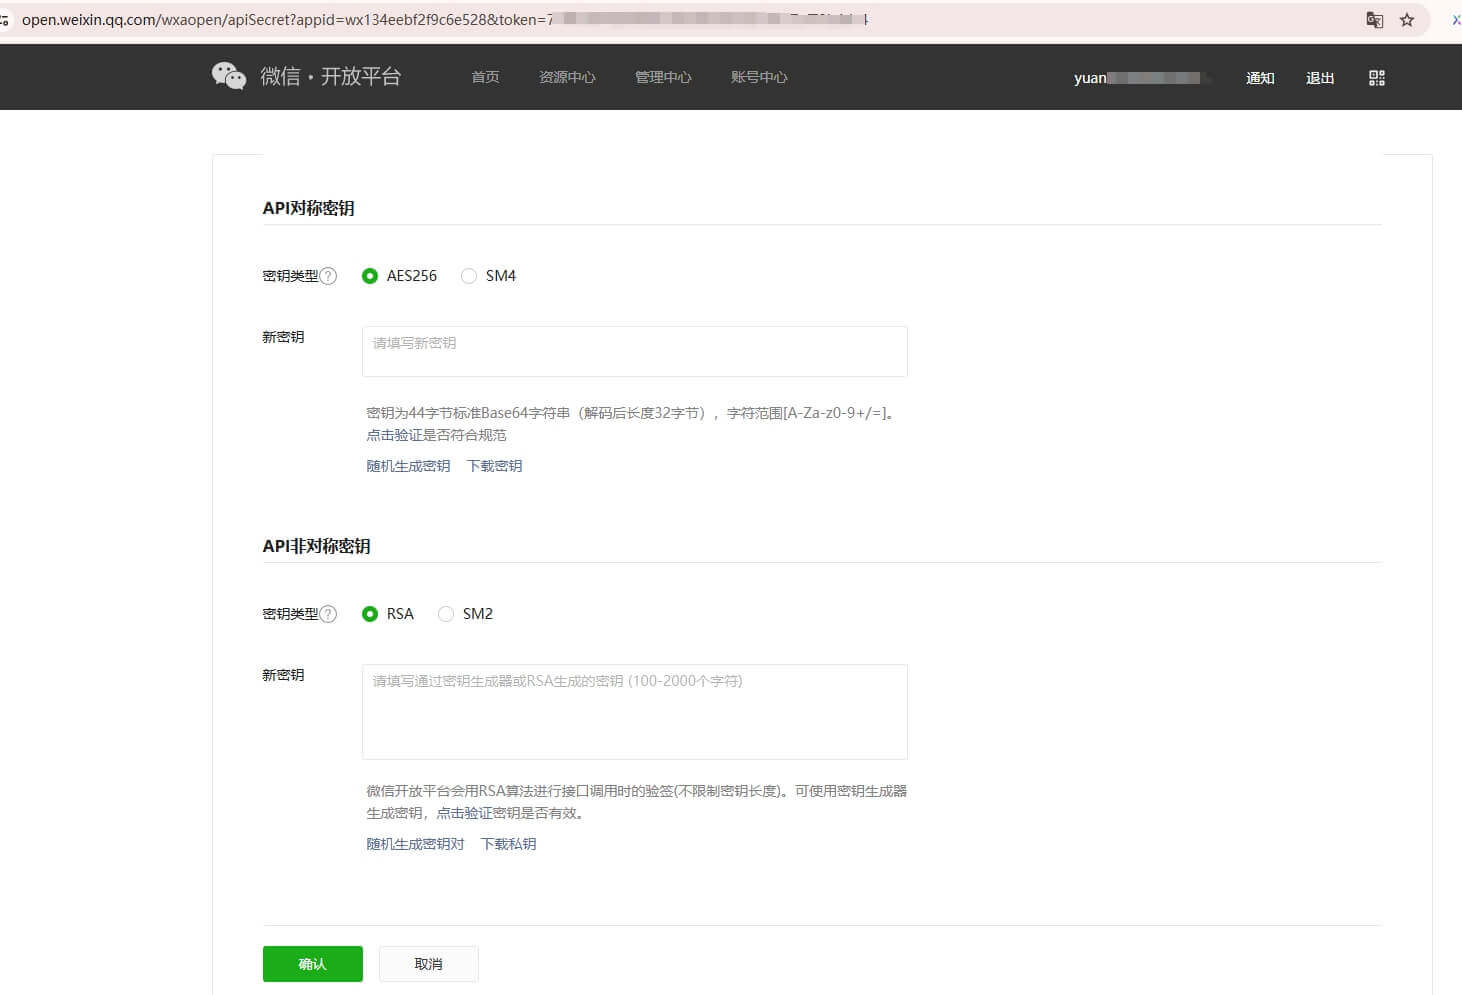 open.weixin.qq.com/wxaopen/apiSecret?appid=wx134eebf2f9c6e528&token=7
微信·开放平台 首页 资源中心 管理中心 账号中心 yuan 通知 退出
API对称密钥
密钥类型? AES256 SM4
新密钥 请填写新密钥
密钥为44字节标准Base64字符串（解码后长度32字节），字符范围[A-Za-z0-9+/=]。
点击验证是否符合规范
随机生成密钥 下载密钥
API非对称密钥
密钥类型? RSA SM2
新密钥 请填写通过密钥生成器或RSA生成的密钥 (100-2000个字符)
微信开放平台会用RSA算法进行接口调用时的验签(不限制密钥长度)。可使用密钥生成器
生成密钥，点击验证密钥是否有效。
随机生成密钥对 下载私钥
确认 取消